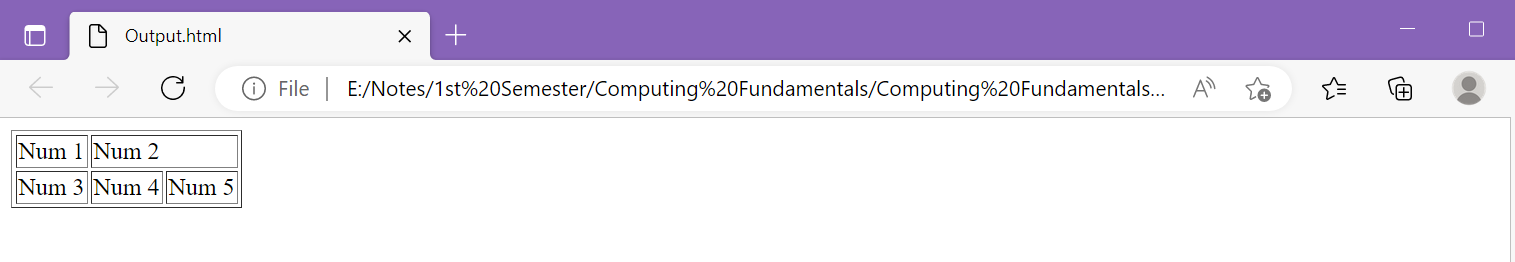 Output.html
File | E:/Notes/1st%20Semester/Computing%20Fundamentals/Computing%20Fundamentals...
Num 1 Num 2
Num 3 Num 4 Num 5